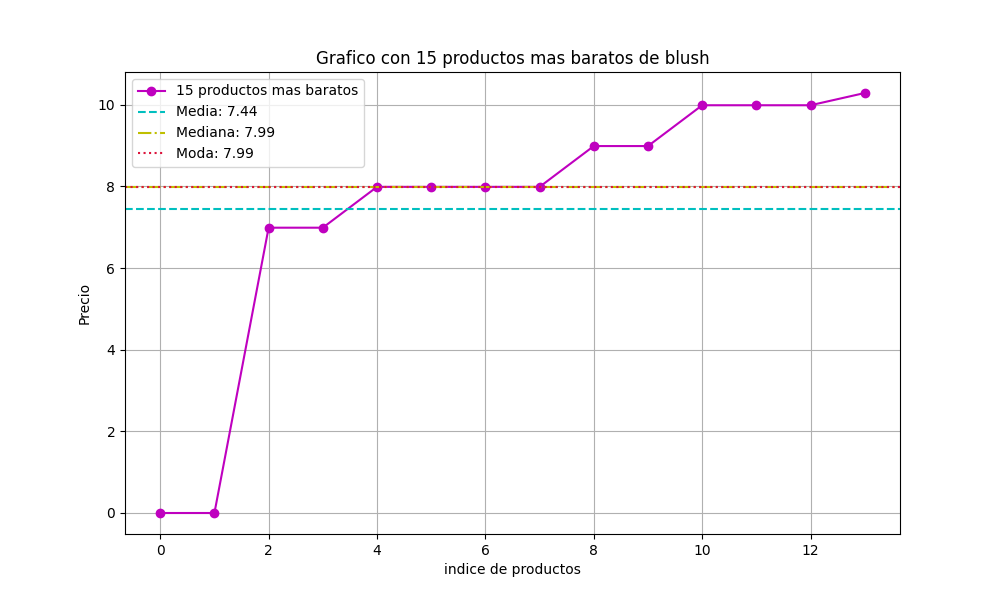 Grafico con 15 productos mas baratos de blush
15 productos mas baratos
Media: 7.44
Mediana: 7.99
Moda: 7.99
Precio
10
8
6
4
2
0
0 2 4 6 8 10 12
indice de productos